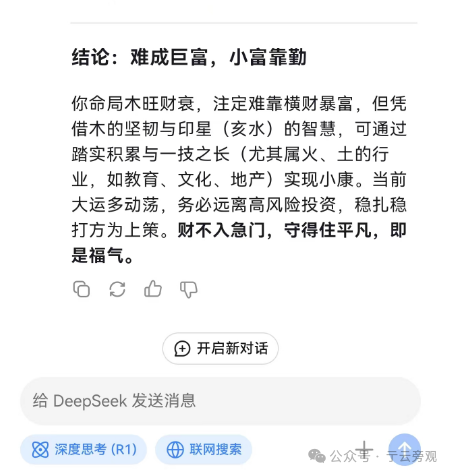 结论：难成巨富，小富靠勤
你命局木旺财衰，注定难靠横财暴富，但凭
借木的坚韧与印星（亥水）的智慧，可通过
踏实积累与一技之长（尤其属火、土的行
业，如教育、文化、地产）实现小康。当前
大运多动荡，务必远离高风险投资，稳扎稳
打方为上策。财不入急门，守得住平凡，即
是福气。
开启新对话
给 DeepSeek 发送消息
深度思考 (R1)
联网搜索
公众号 · 亍云旁观